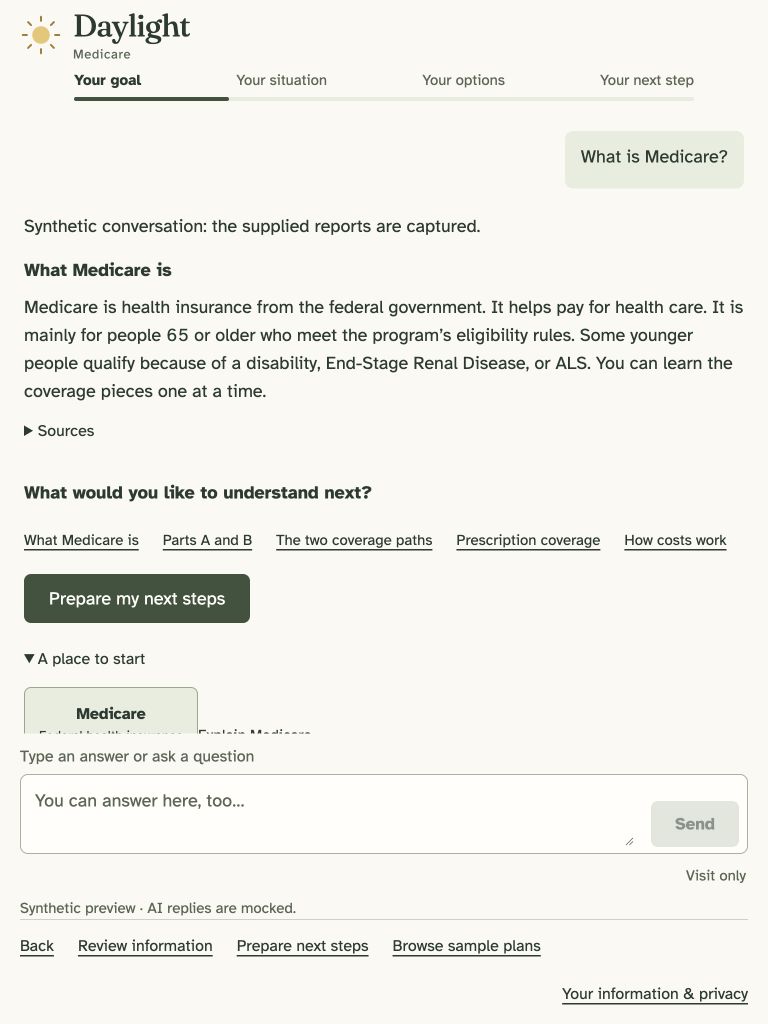 Daylight
Medicare
Your goal
Your situation
Your options
Your next step
What is Medicare?
Synthetic conversation: the supplied reports are captured.
What Medicare is
Medicare is health insurance from the federal government. It helps pay for health care. It is
mainly for people 65 or older who meet the program’s eligibility rules. Some younger
people qualify because of a disability, End-Stage Renal Disease, or ALS. You can learn the
coverage pieces one at a time.
Sources
What would you like to understand next?
What Medicare is
Parts A and B
The two coverage paths
Prescription coverage
How costs work
Prepare my next steps
A place to start
Medicare
Type an answer or ask a question
You can answer here, too...
Send
Visit only
Synthetic preview · AI replies are mocked.
Back
Review information
Prepare next steps
Browse sample plans
Your information & privacy